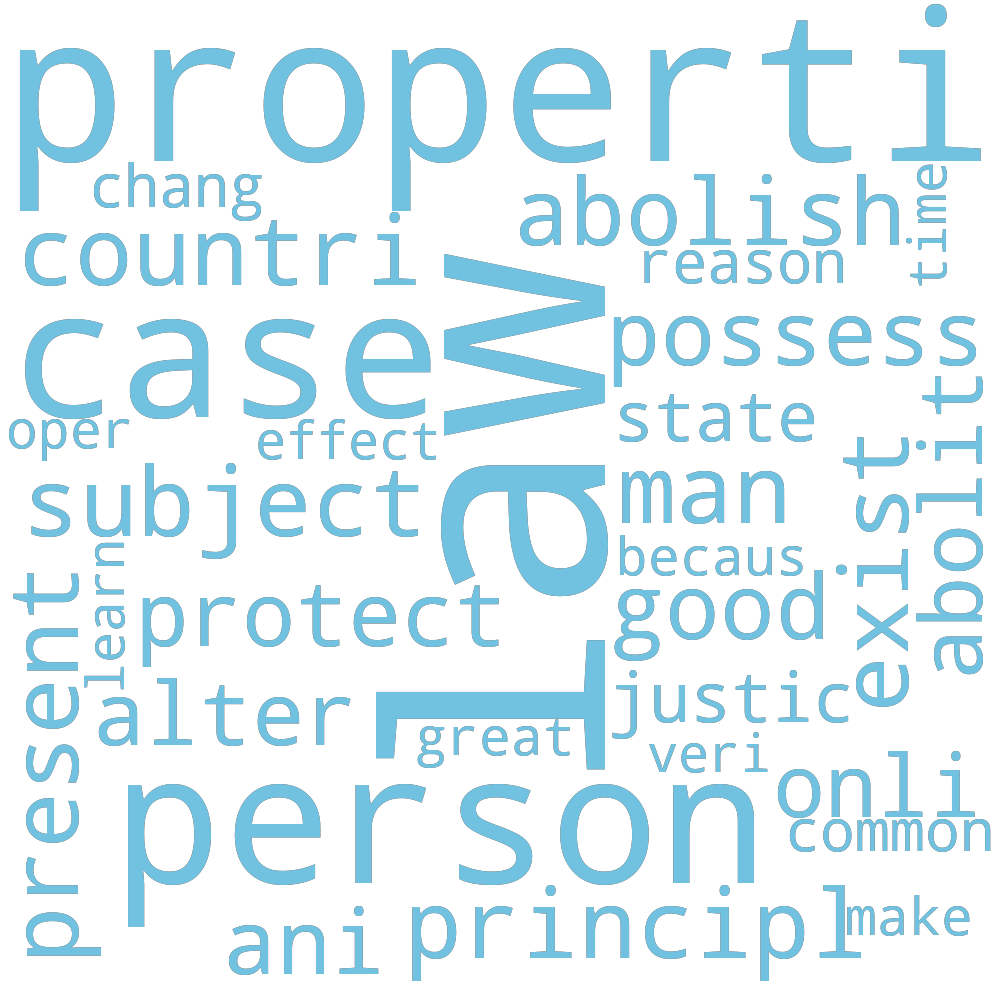 properti
chang
abolish
time
countri
reason
case
law
possess
oper
effect
state
abolit
subject
man
exist
becaus
learn
present
protect
good
alter
great
justic
veri
person
onli
common
ani
principl
make